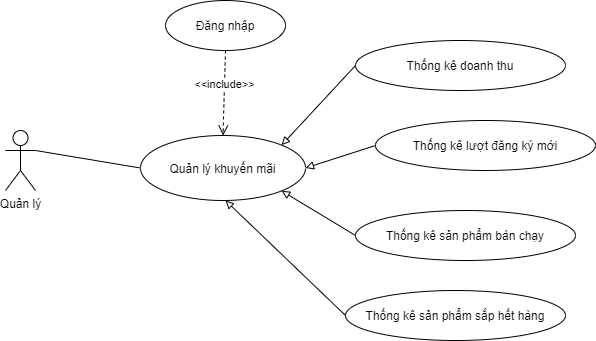 Đăng nhập
Thống kê doanh thu
<<include>>
Thống kê lượt đăng ký mới
Quản lý khuyến mãi
Quản lý
Thống kê sản phẩm bán chạy
Thống kê sản phẩm sắp hết hàng